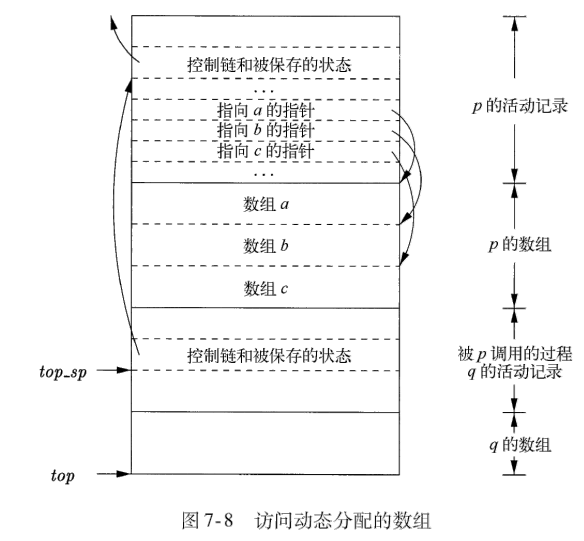 控制链和被保存的状态
...
指向 a 的指针
指向 b 的指针
指向 c 的指针
...
p 的活动记录
数组 a
数组 b
数组 c
p 的数组
控制链和被保存的状态
被 p 调用的过程
q 的活动记录
top_sp
q 的数组
top
图 7-8 访问动态分配的数组